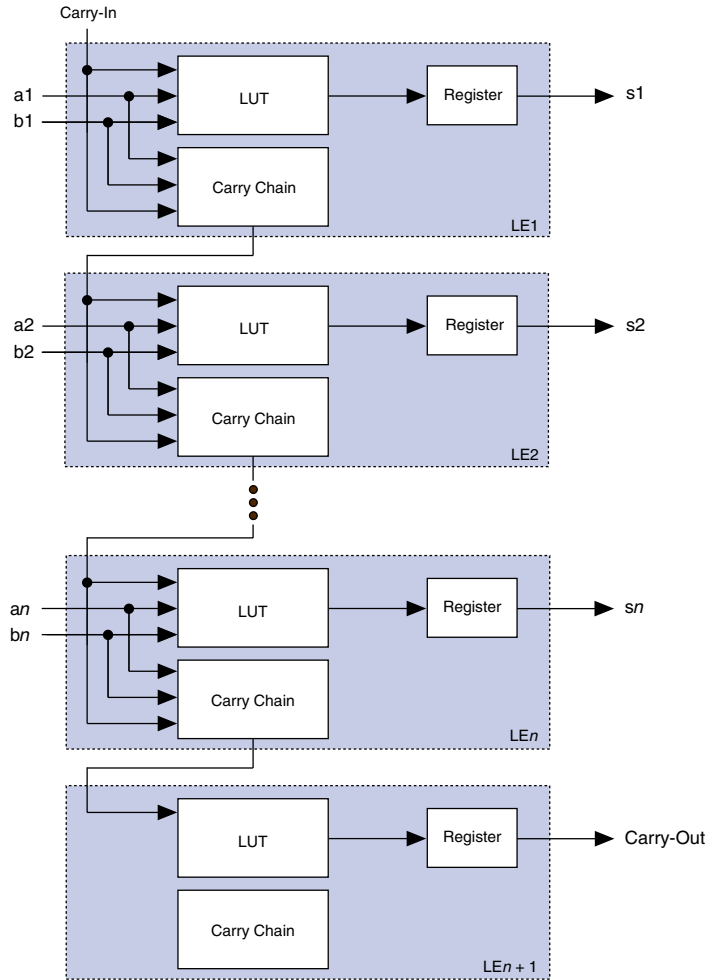 Carry-In
a1
b1
LUT
Register
s1
Carry Chain
LE1
a2
b2
LUT
Register
s2
Carry Chain
LE2
an
bn
LUT
Register
sn
Carry Chain
LEn
LUT
Register
Carry-Out
Carry Chain
LEn + 1